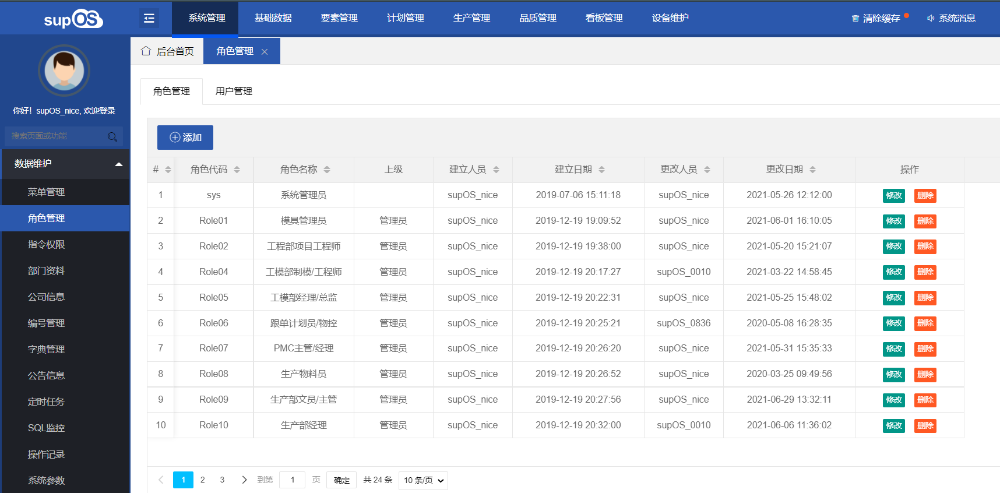 supOS
系统管理 基础数据 要素管理 计划管理 生产管理 品质管理 看板管理 设备维护 清除缓存 系统消息
后台首页 角色管理
角色管理 用户管理
你好！supOS_nice, 欢迎登录
搜索页面或功能
数据维护
菜单管理
角色管理
指令权限
部门资料
公司信息
编号管理
字典管理
公告信息
定时任务
SQL监控
操作记录
系统参数
添加
# 角色代码 角色名称 上级 建立人员 建立日期 更改人员 更改日期 操作
1 sys 系统管理员 supOS_nice 2019-07-06 15:11:18 supOS_nice 2021-05-26 12:12:00 修改 删除
2 Role01 模具管理员 管理员 supOS_nice 2019-12-19 19:09:52 supOS_nice 2021-06-01 16:10:05 修改 删除
3 Role02 工程部项目工程师 管理员 supOS_nice 2019-12-19 19:38:00 supOS_nice 2021-05-20 15:21:07 修改 删除
4 Role04 工模部制模/工程师 管理员 supOS_nice 2019-12-19 20:17:27 supOS_0010 2021-03-22 14:58:45 修改 删除
5 Role05 工模部经理/总监 管理员 supOS_nice 2019-12-19 20:22:31 supOS_nice 2021-05-25 15:48:02 修改 删除
6 Role06 跟单计划员/物控 管理员 supOS_nice 2019-12-19 20:25:21 supOS_0836 2020-05-08 16:28:35 修改 删除
7 Role07 PMC主管/经理 管理员 supOS_nice 2019-12-19 20:26:20 supOS_nice 2021-05-31 15:35:33 修改 删除
8 Role08 生产物料员 管理员 supOS_nice 2019-12-19 20:26:52 supOS_nice 2020-03-25 09:49:56 修改 删除
9 Role09 生产部文员/主管 管理员 supOS_nice 2019-12-19 20:27:56 supOS_nice 2021-06-29 13:32:11 修改 删除
10 Role10 生产部经理 管理员 supOS_nice 2019-12-19 20:32:00 supOS_0010 2021-06-06 11:36:02 修改 删除
1 2 3 到第 1 页 确定 共 24 条 10 条/页